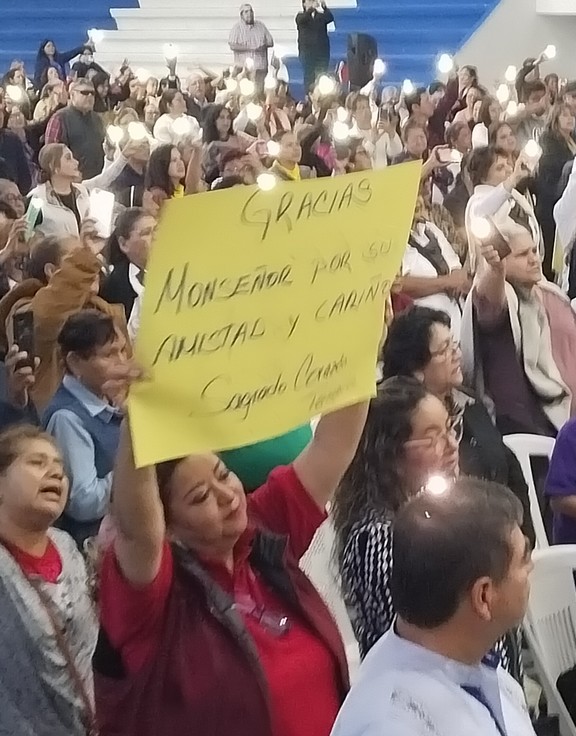 GRACIAS
MONSEÑOR POR SU
AMISTAD Y CARIÑO
Sagrado Corazón